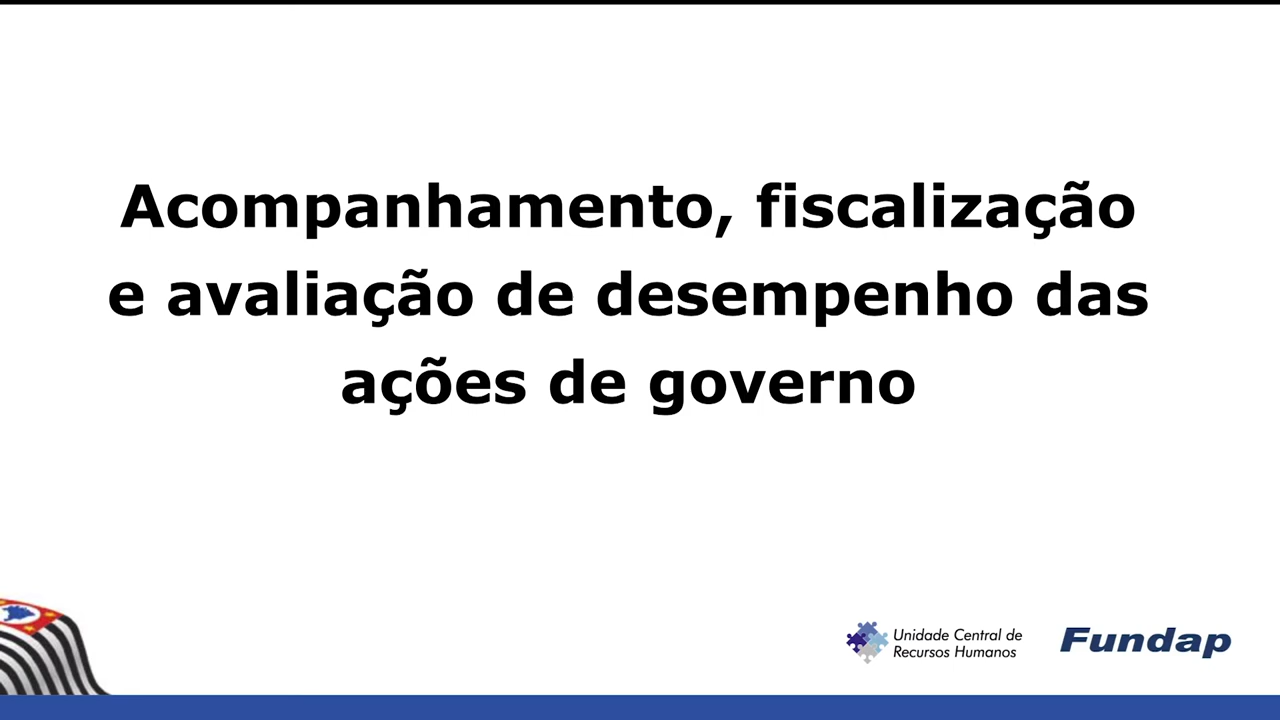 Acompanhamento, fiscalização
e avaliação de desempenho das
ações de governo
Unidade Central de
Recursos Humanos
Fundap